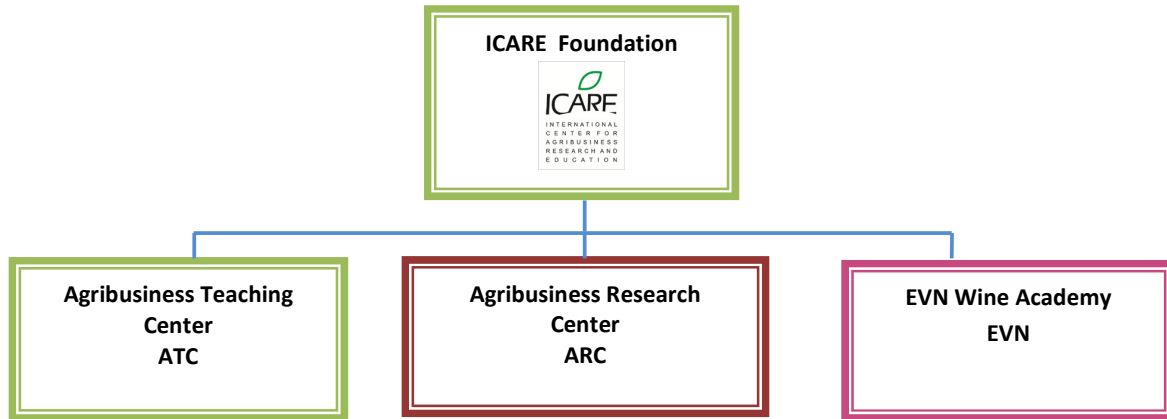 ICARE Foundation
ICARE
INTERNATIONAL
CENTER FOR
AGRIBUSINESS
RESEARCH AND
EDUCATION
Agribusiness Teaching
Center
ATC
Agribusiness Research
Center
ARC
EVN Wine Academy
EVN